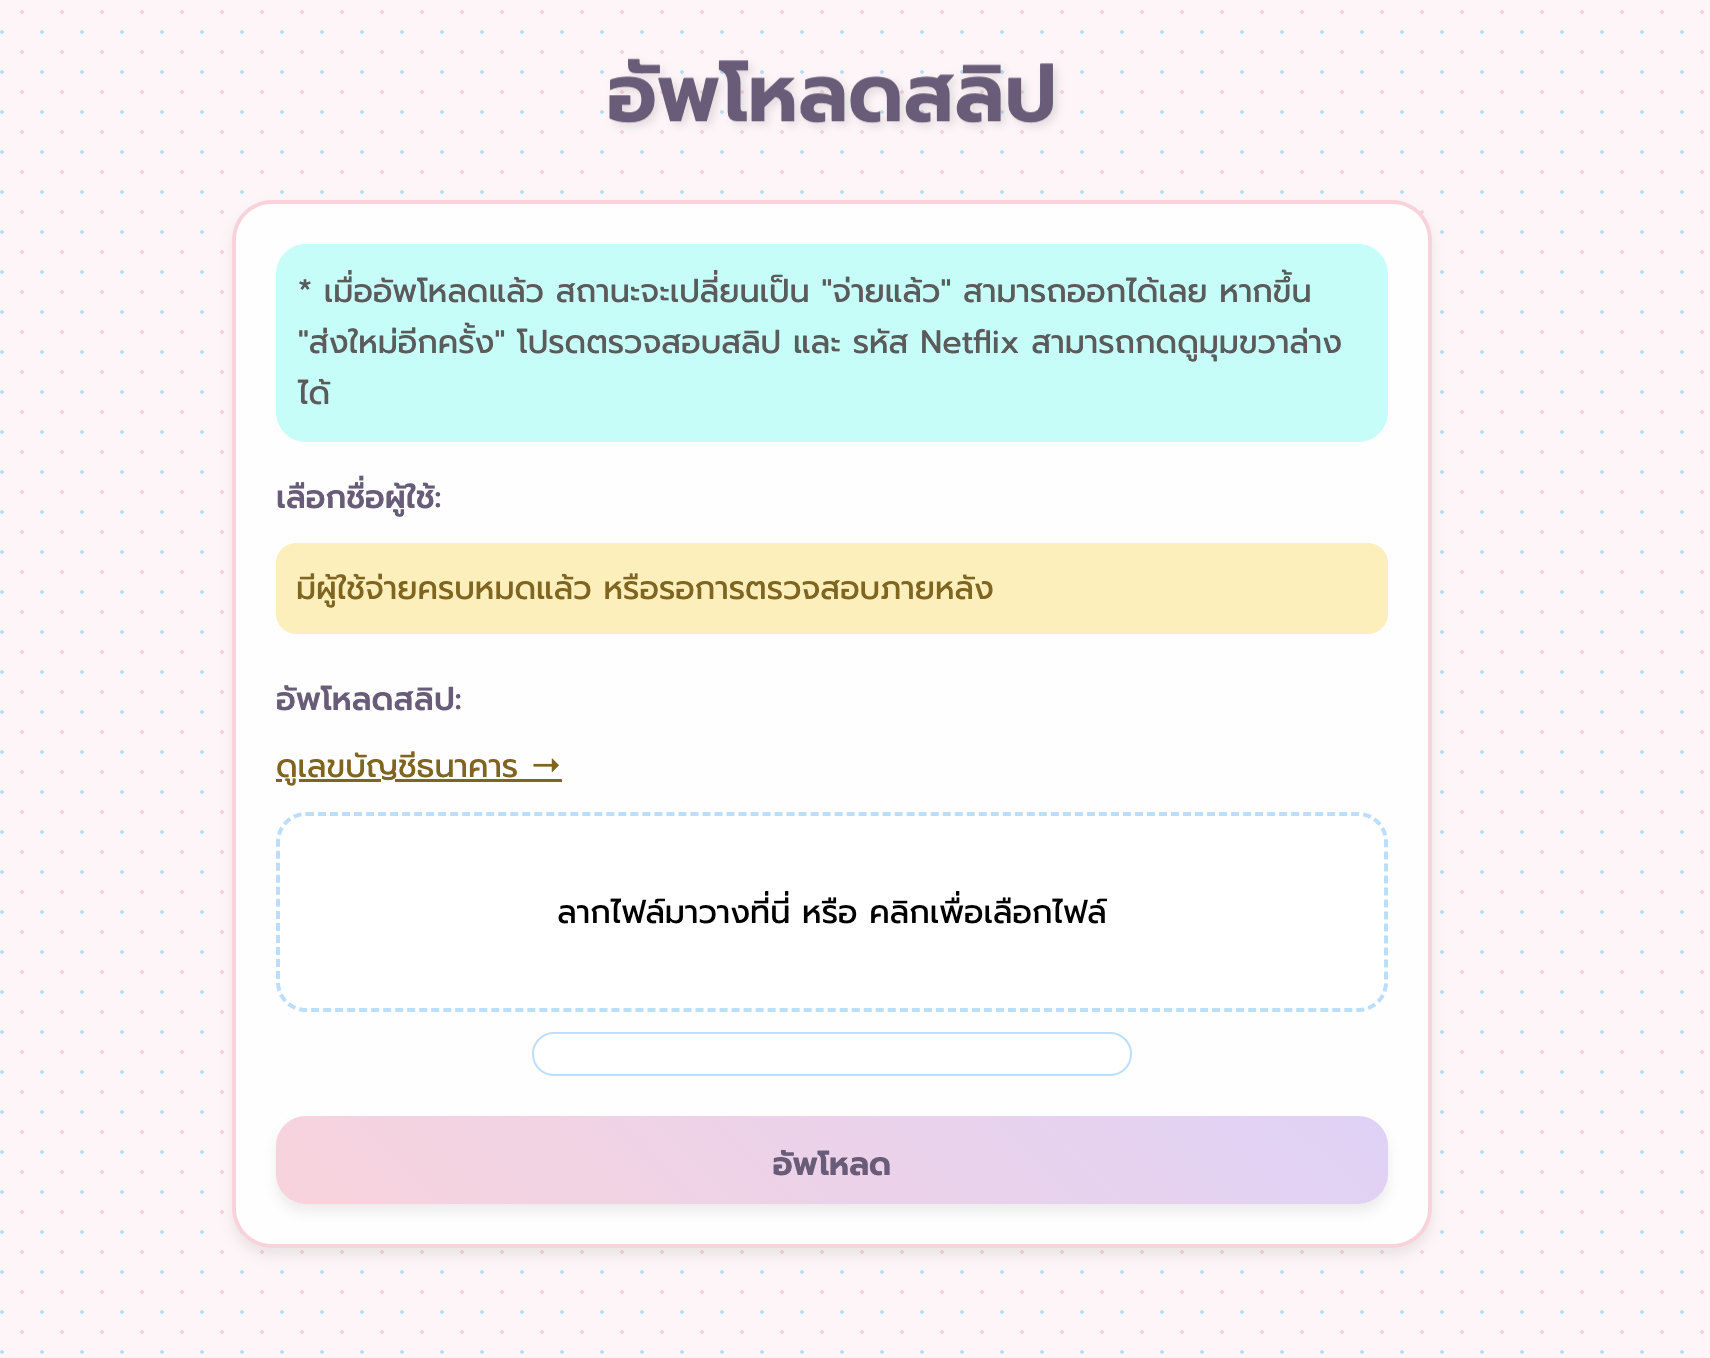 อัพโหลดสลิป
* เมื่ออัพโหลดแล้ว สถานะจะเปลี่ยนเป็น "จ่ายแล้ว" สามารถออกได้เลย หากขึ้น
"ส่งใหม่อีกครั้ง" โปรดตรวจสอบสลิป และ รหัส Netflix สามารถกดดูมุมขวาล่าง
ได้
เลือกชื่อผู้ใช้:
มีผู้ใช้จ่ายครบหมดแล้ว หรือรอการตรวจสอบภายหลัง
อัพโหลดสลิป:
ดูเลขบัญชีธนาคาร →
ลากไฟล์มาวางที่นี่ หรือ คลิกเพื่อเลือกไฟล์
อัพโหลด